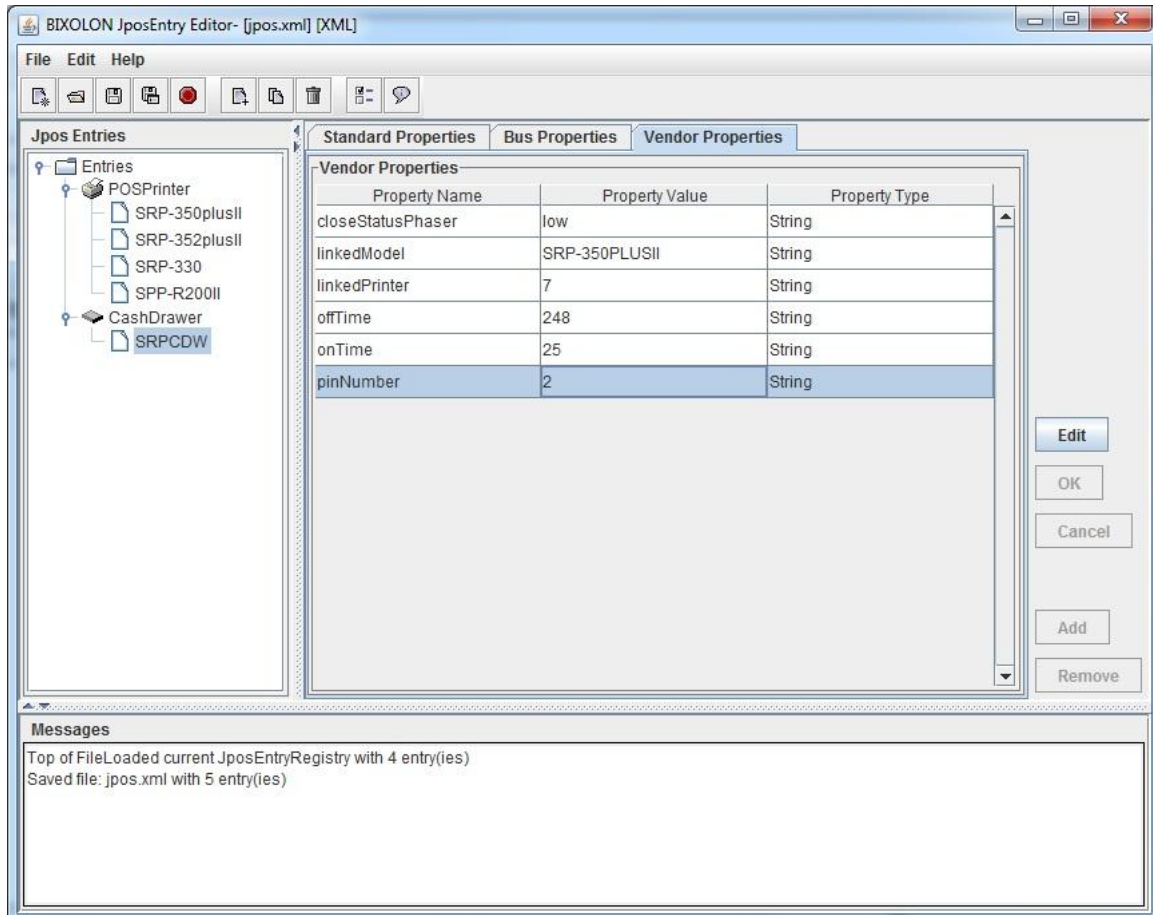 BIXOLON JposEntry Editor- [jpos.xml] [XML]
File Edit Help
Jpos Entries
Entries
POSPrinter
SRP-350plusII
SRP-352plusII
SRP-330
SPP-R200II
CashDrawer
SRPCDW
Standard Properties Bus Properties Vendor Properties
Vendor Properties
Property Name Property Value Property Type
closeStatusPhaser low String
linkedModel SRP-350PLUSII String
linkedPrinter 7 String
offTime 248 String
onTime 25 String
pinNumber 2 String
Edit
OK
Cancel
Add
Remove
Messages
Top of FileLoaded current JposEntryRegistry with 4 entry(ies)
Saved file: jpos.xml with 5 entry(ies)